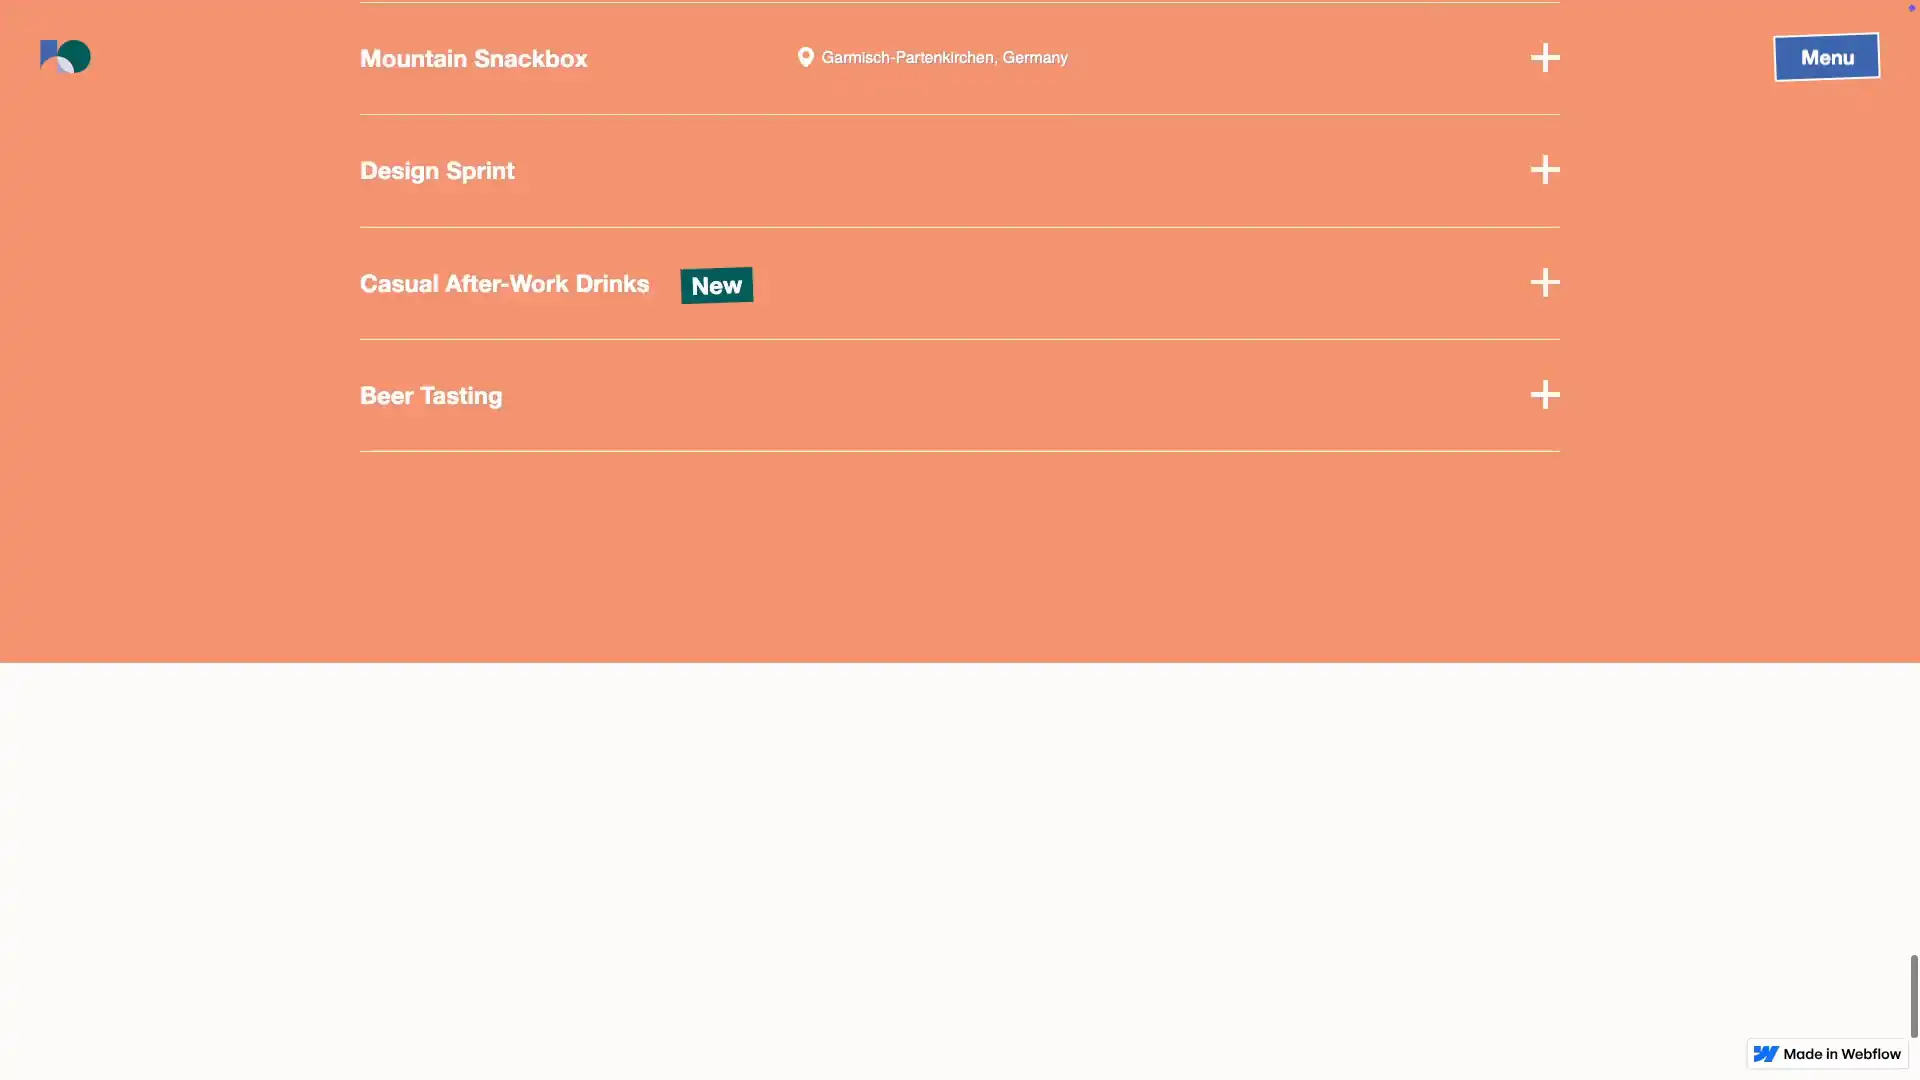 Mountain Snackbox
Garmisch-Partenkirchen, Germany
Menu
Design Sprint
Casual After-Work Drinks
New
Beer Tasting
Made in Webflow